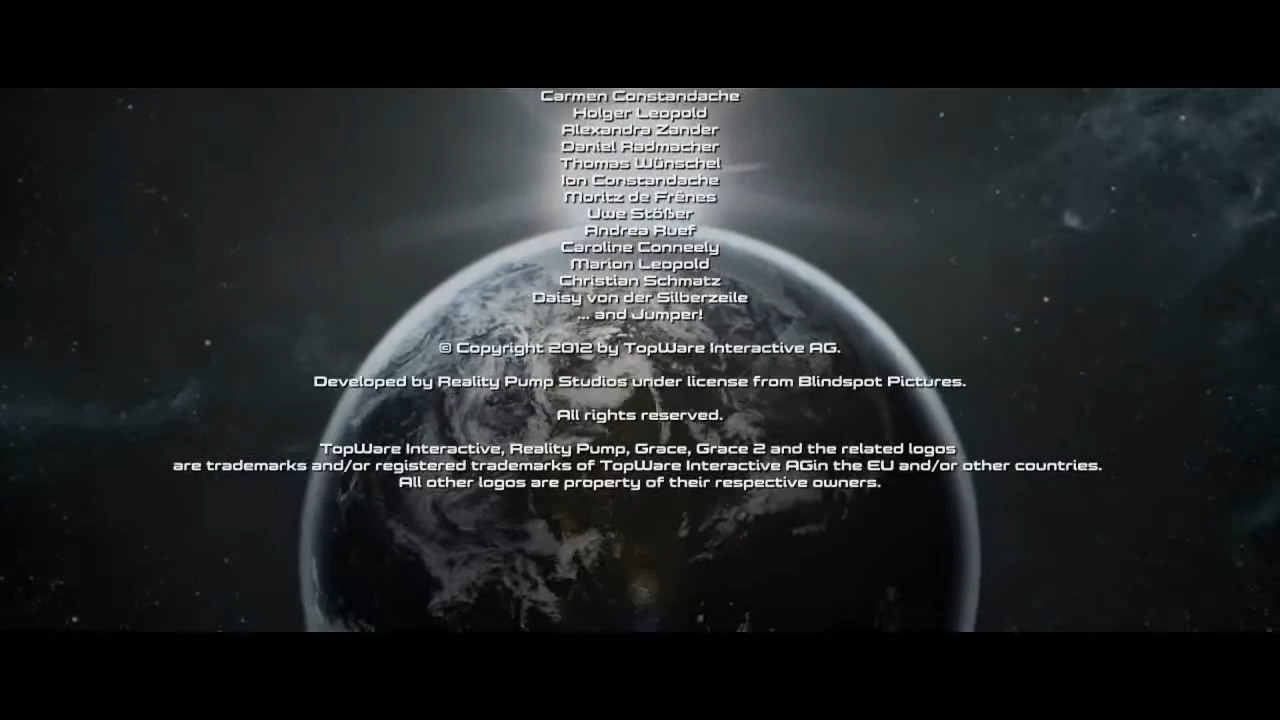 Carmen Constandache
Holger Leopold
Alexandra Zander
Daniel Radmacher
Thomas Wünschel
Ion Constandache
Moritz de Frênes
Uwe Stößer
Andrea Ruef
Caroline Conneely
Marion Leopold
Christian Schmatz
Daisy von der Silberzeile
... and Jumper!
© Copyright 2012 by TopWare Interactive AG.
Developed by Reality Pump Studios under license from Blindspot Pictures.
All rights reserved.
TopWare Interactive, Reality Pump, Grace, Grace 2 and the related logos
are trademarks and/or registered trademarks of TopWare Interactive AGin the EU and/or other countries.
All other logos are property of their respective owners.